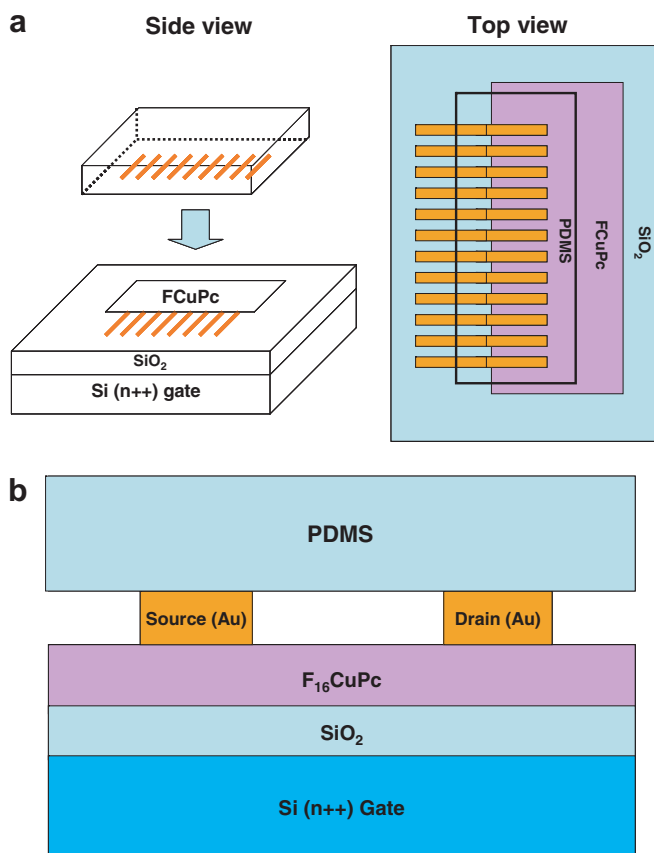 a
Side view
Top view
FCuPc
SiO₂
Si (n++) gate
PDMS
FCuPc
SiO₂
b
PDMS
Source (Au)
Drain (Au)
F₁₆CuPc
SiO₂
Si (n++) Gate